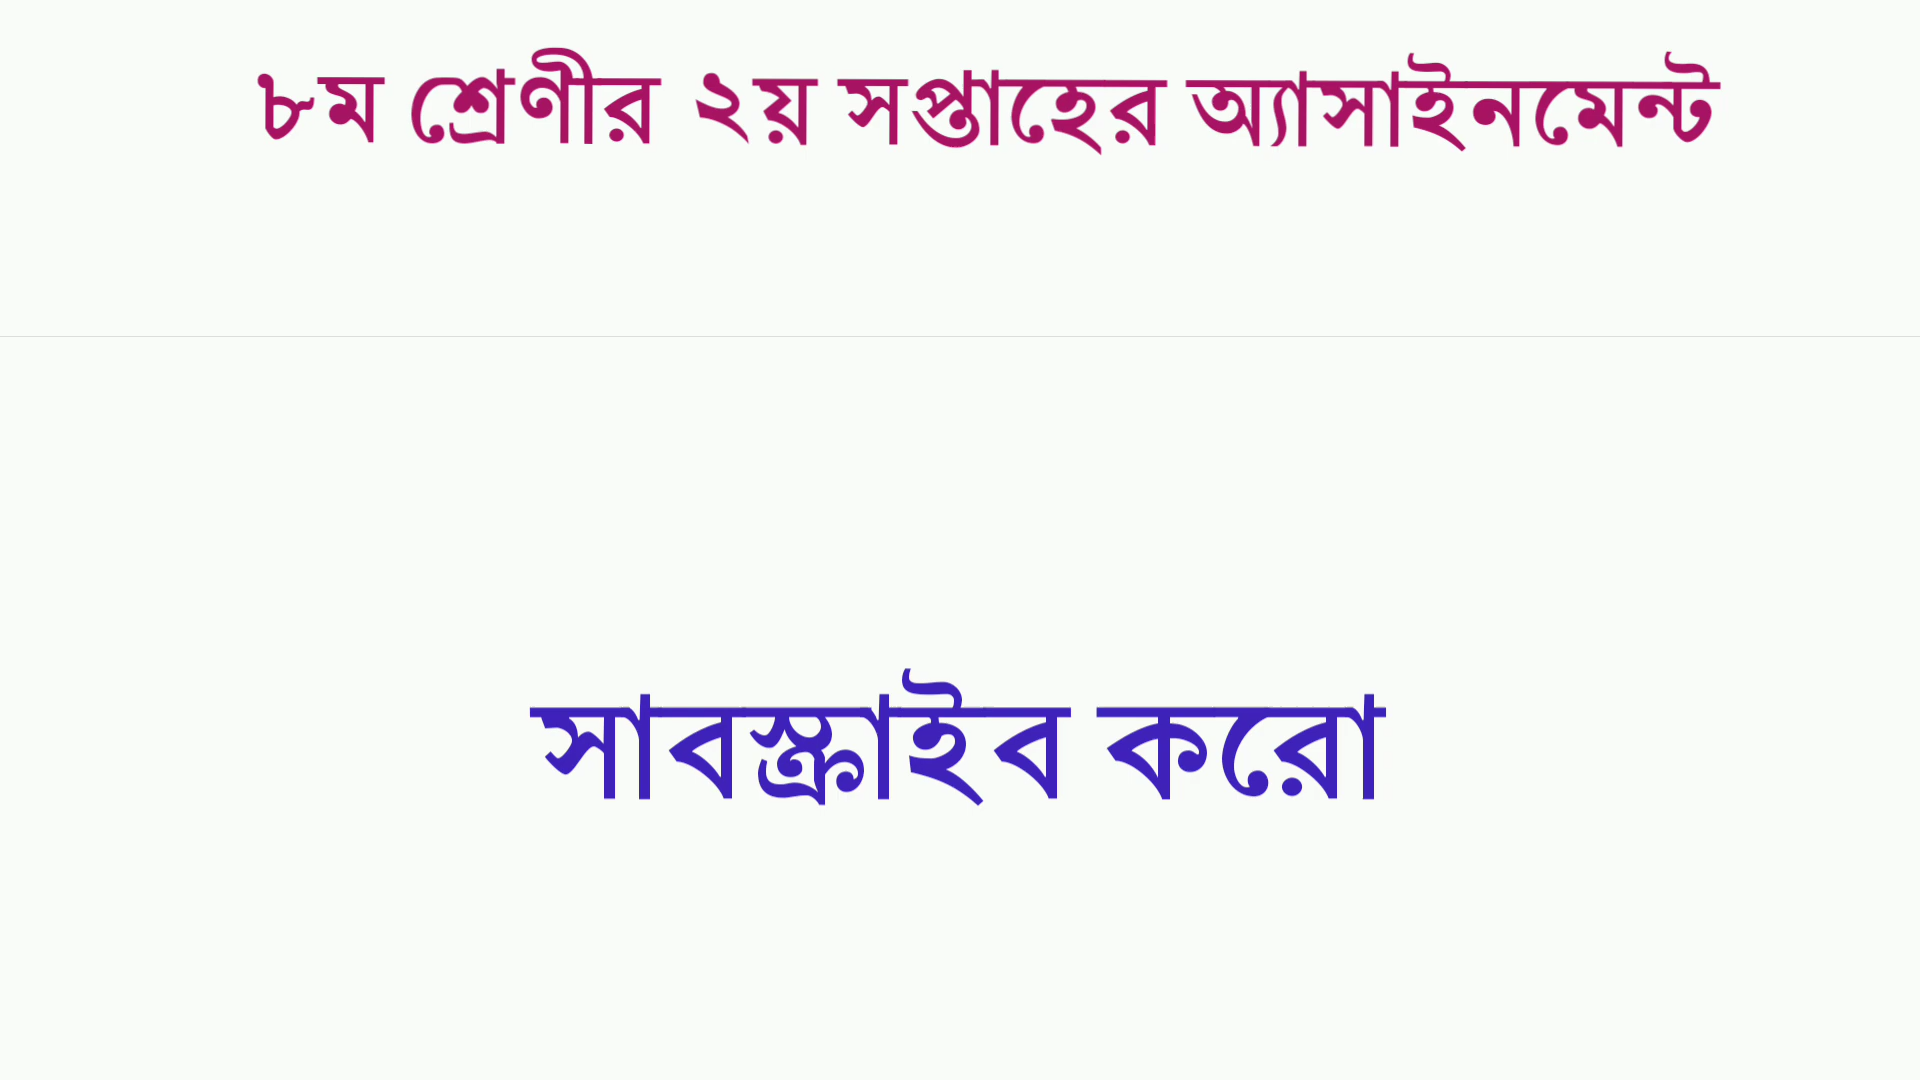 ৮ম শ্রেণীর ২য় সপ্তাহের অ্যাসাইনমেন্ট
সাবস্ক্রাইব করো